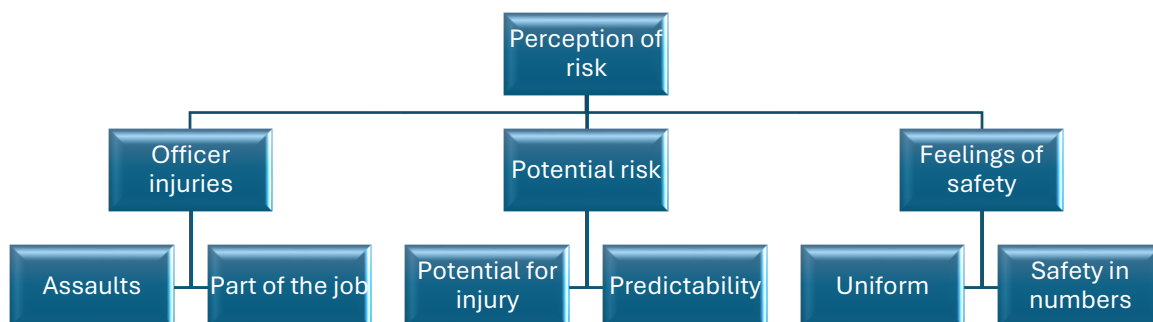 Perception of
risk
Officer
injuries
Potential risk
Feelings of
safety
Assaults
Part of the job
Potential for
injury
Predictability
Uniform
Safety in
numbers